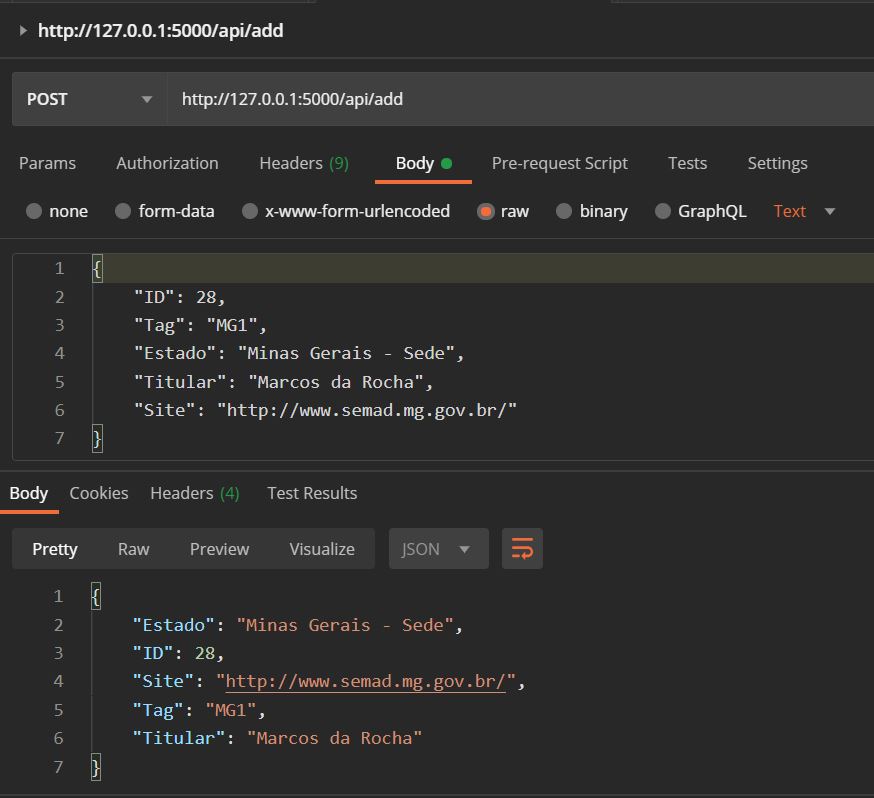 http://127.0.0.1:5000/api/add
POST http://127.0.0.1:5000/api/add
Params Authorization Headers (9) Body Pre-request Script Tests Settings
none form-data x-www-form-urlencoded raw binary GraphQL Text
1 {
2 "ID": 28,
3 "Tag": "MG1",
4 "Estado": "Minas Gerais - Sede",
5 "Titular": "Marcos da Rocha",
6 "Site": "http://www.semad.mg.gov.br/"
7 }
Body Cookies Headers (4) Test Results
Pretty Raw Preview Visualize JSON
1 {
2 "Estado": "Minas Gerais - Sede",
3 "ID": 28,
4 "Site": "http://www.semad.mg.gov.br/",
5 "Tag": "MG1",
6 "Titular": "Marcos da Rocha"
7 }